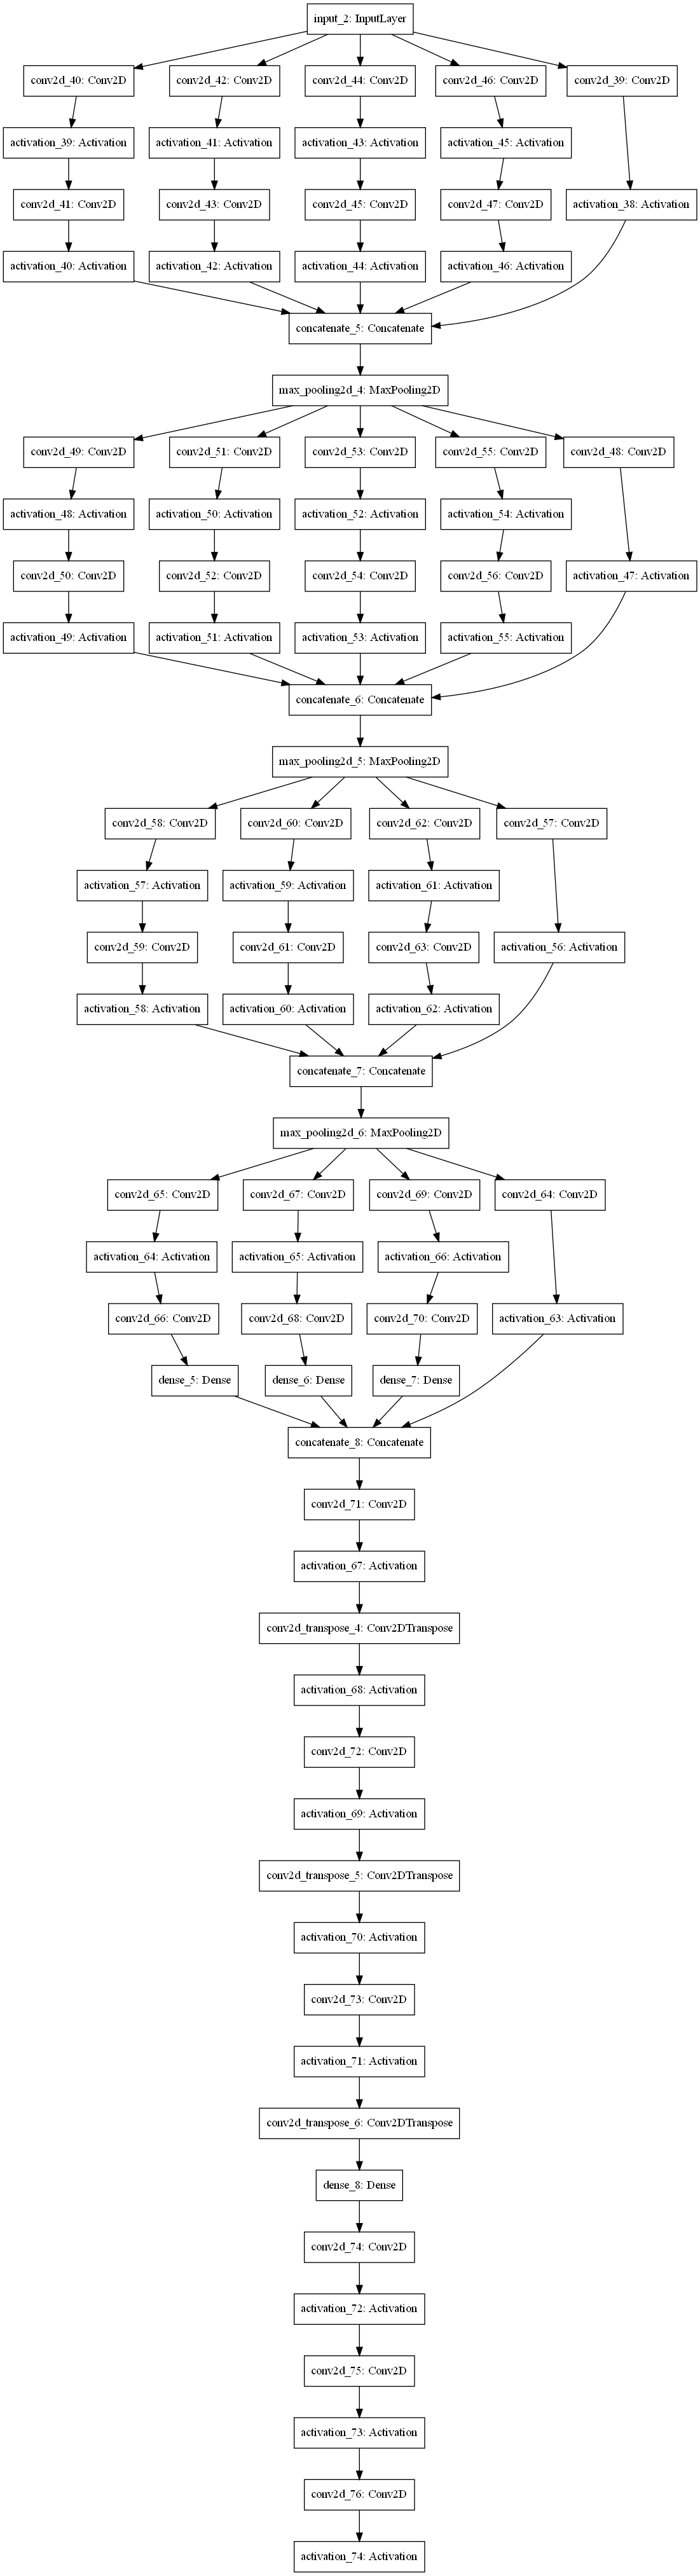 input_2: InputLayer
conv2d_40: Conv2D
conv2d_42: Conv2D
conv2d_44: Conv2D
conv2d_46: Conv2D
conv2d_39: Conv2D
activation_39: Activation
activation_41: Activation
activation_43: Activation
activation_45: Activation
conv2d_41: Conv2D
conv2d_43: Conv2D
conv2d_45: Conv2D
conv2d_47: Conv2D
activation_38: Activation
activation_40: Activation
activation_42: Activation
activation_44: Activation
activation_46: Activation
concatenate_5: Concatenate
max_pooling2d_4: MaxPooling2D
conv2d_49: Conv2D
conv2d_51: Conv2D
conv2d_53: Conv2D
conv2d_55: Conv2D
conv2d_48: Conv2D
activation_48: Activation
activation_50: Activation
activation_52: Activation
activation_54: Activation
conv2d_50: Conv2D
conv2d_52: Conv2D
conv2d_54: Conv2D
conv2d_56: Conv2D
activation_47: Activation
activation_49: Activation
activation_51: Activation
activation_53: Activation
activation_55: Activation
concatenate_6: Concatenate
max_pooling2d_5: MaxPooling2D
conv2d_58: Conv2D
conv2d_60: Conv2D
conv2d_62: Conv2D
conv2d_57: Conv2D
activation_57: Activation
activation_59: Activation
activation_61: Activation
conv2d_59: Conv2D
conv2d_61: Conv2D
conv2d_63: Conv2D
activation_56: Activation
activation_58: Activation
activation_60: Activation
activation_62: Activation
concatenate_7: Concatenate
max_pooling2d_6: MaxPooling2D
conv2d_65: Conv2D
conv2d_67: Conv2D
conv2d_69: Conv2D
conv2d_64: Conv2D
activation_64: Activation
activation_65: Activation
activation_66: Activation
conv2d_66: Conv2D
conv2d_68: Conv2D
conv2d_70: Conv2D
activation_63: Activation
dense_5: Dense
dense_6: Dense
dense_7: Dense
concatenate_8: Concatenate
conv2d_71: Conv2D
activation_67: Activation
conv2d_transpose_4: Conv2DTranspose
activation_68: Activation
conv2d_72: Conv2D
activation_69: Activation
conv2d_transpose_5: Conv2DTranspose
activation_70: Activation
conv2d_73: Conv2D
activation_71: Activation
conv2d_transpose_6: Conv2DTranspose
dense_8: Dense
conv2d_74: Conv2D
activation_72: Activation
conv2d_75: Conv2D
activation_73: Activation
conv2d_76: Conv2D
activation_74: Activation